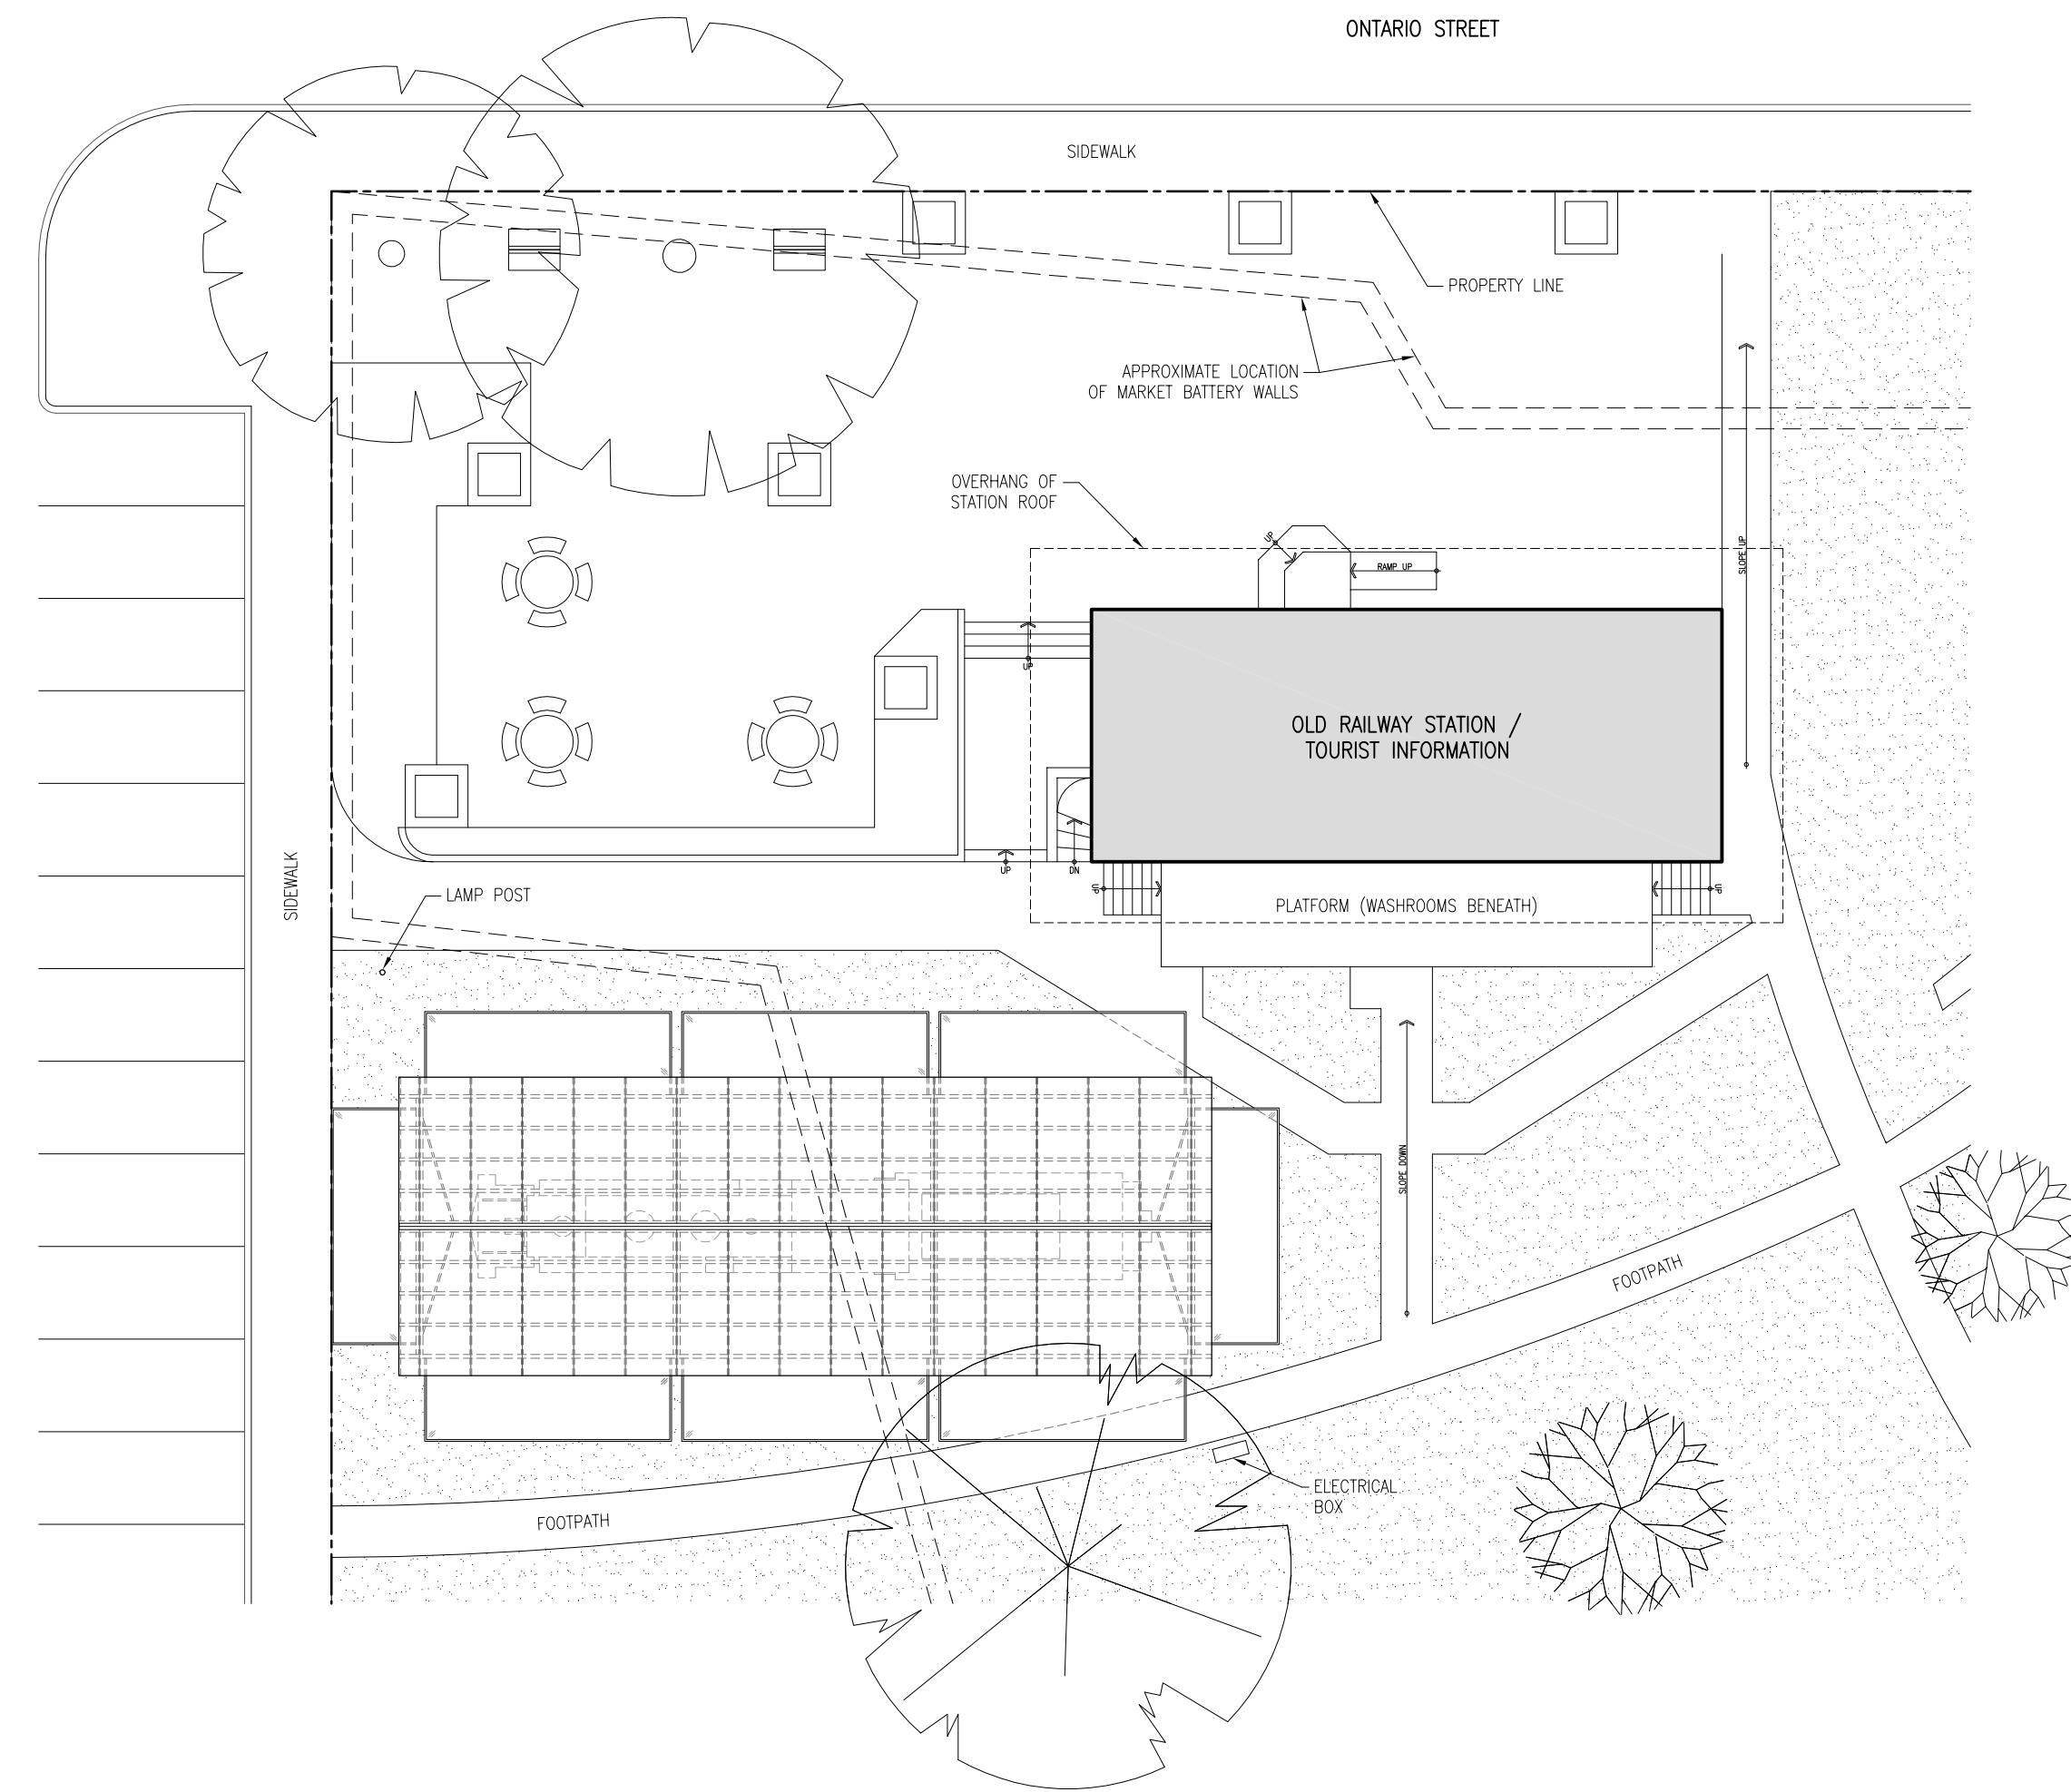 ONTARIO STREET
SIDEWALK
PROPERTY LINE
APPROXIMATE LOCATION
OF MARKET BATTERY WALLS
OVERHANG OF
STATION ROOF
UP
RAMP UP
SLOPE UP
UP
OLD RAILWAY STATION /
TOURIST INFORMATION
SIDEWALK
LAMP POST
UP
DN
UP
UP
PLATFORM (WASHROOMS BENEATH)
SLOPE DOWN
FOOTPATH
ELECTRICAL
BOX
FOOTPATH